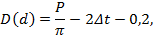 D(d) = P/π − 2Δt − 0,2,